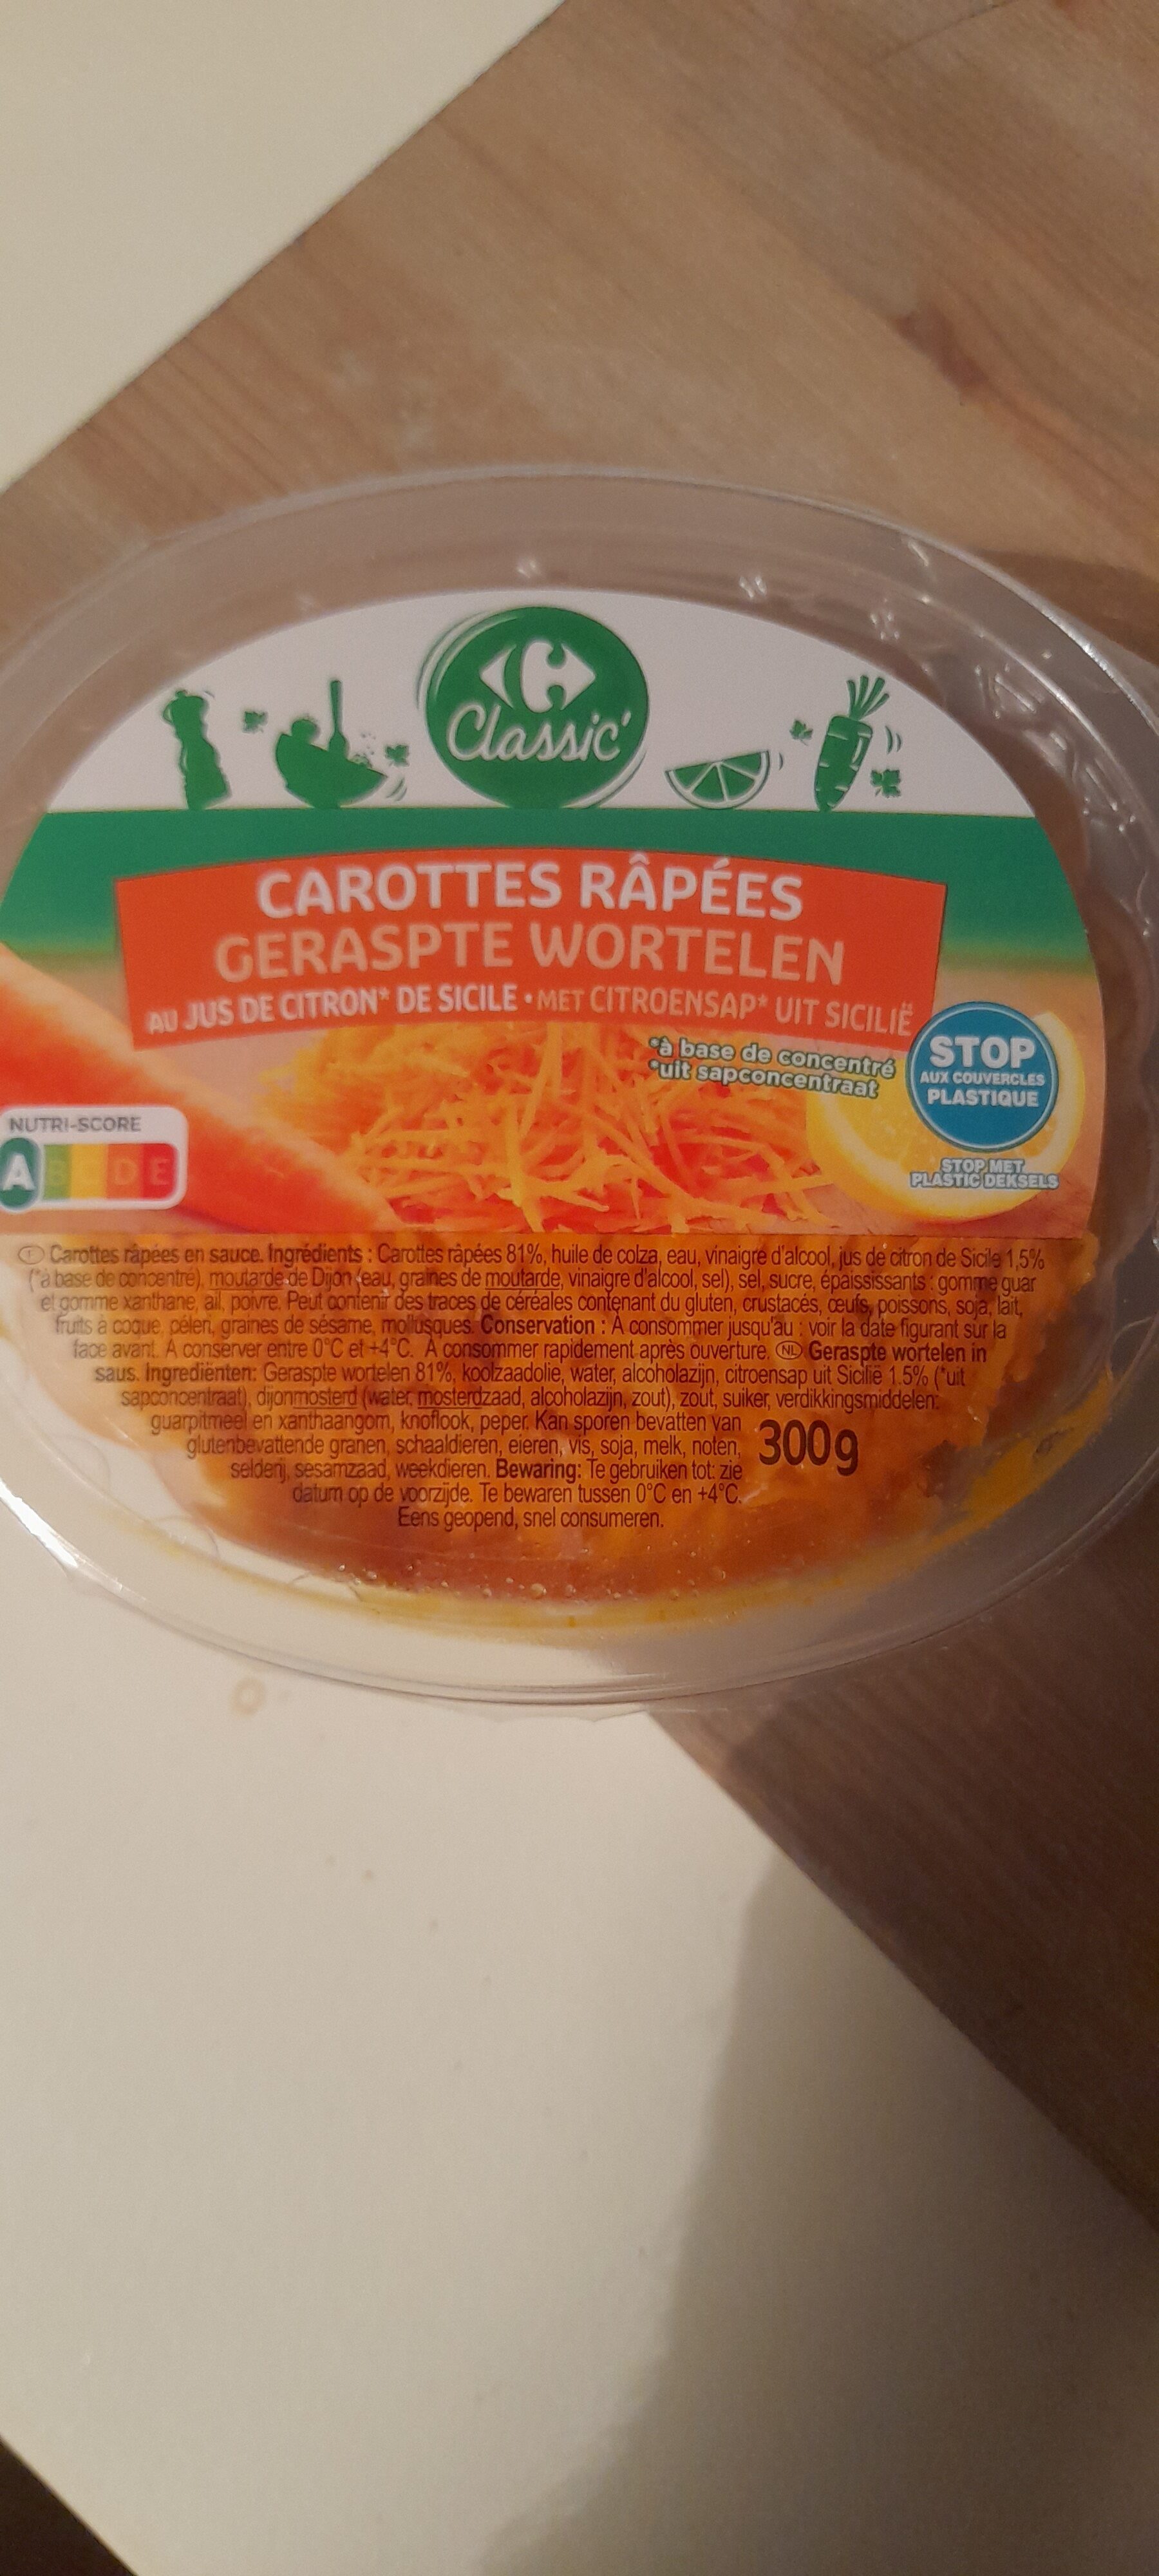 Classic'
CAROTTES RÂPÉES
GERASPTE WORTELEN
AU JUS DE CITRON* DE SICILE • MET CITROENSAP* UIT SICILIË
*à base de concentré
*uit sapconcentraat
STOP
AUX COUVERCLES
PLASTIQUE
STOP MET
PLASTIC DEKSELS
NUTRI-SCORE
A B C D E
F Carottes râpées en sauce. Ingrédients : Carottes râpées 81%, huile de colza, eau, vinaigre d'alcool, jus de citron de Sicile 1,5%
(*à base de concentré), moutarde de Dijon (eau, graines de moutarde, vinaigre d'alcool, sel), sel, sucre, épaississants : gomme guar
et gomme xanthane, ail, poivre. Peut contenir des traces de céréales contenant du gluten, crustacés, œufs, poissons, soja, lait,
fruits à coque, péleri, graines de sésame, mollusques. Conservation : A consommer jusqu'au : voir la date figurant sur la
face avant. A conserver entre 0°C et +4°C. A consommer rapidement après ouverture. NL Geraspte wortelen in
saus. Ingrediënten: Geraspte wortelen 81%, koolzaadolie, water, alcoholazijn, citroensap uit Sicilië 1.5% (*uit
sapconcentraat), dijonmosterd (water, mosterdzaad, alcoholazijn, zout), zout, suiker, verdikkingsmiddelen:
guarpitmeel en xanthaangom, knoflook, peper. Kan sporen bevatten van
glutenbevattende granen, schaaldieren, eieren, vis, soja, melk, noten,
selderij, sesamzaad, weekdieren. Bewaring: Te gebruiken tot: zie
datum op de voorzijde. Te bewaren tussen 0°C en +4°C.
Eens geopend, snel consumeren.
300g